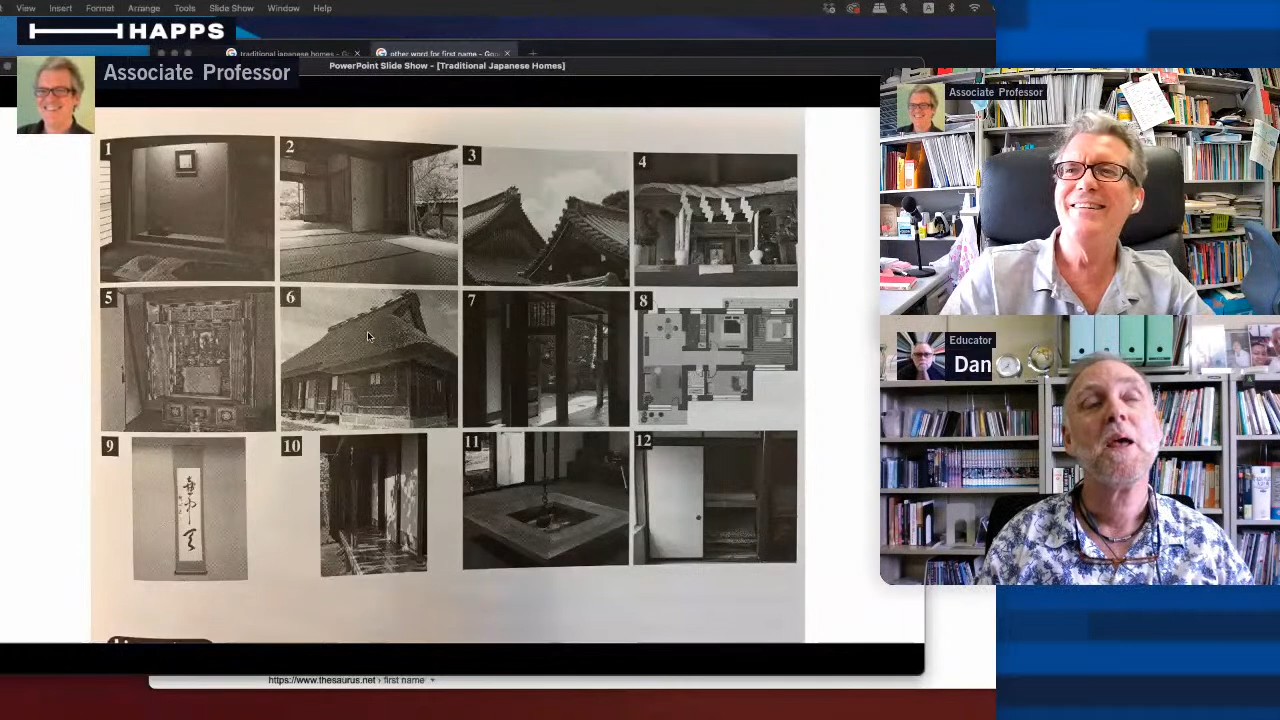 View Insert Format Arrange Tools Slide Show Window Help
HAPPS
traditional japanese homes - Go
other word for first name - Goo
PowerPoint Slide Show - [Traditional Japanese Homes]
Associate Professor
Associate Professor
1
2
3
4
5
6
7
8
Educator
Dan
9
10
11
12
https://www.thesaurus.net › first name